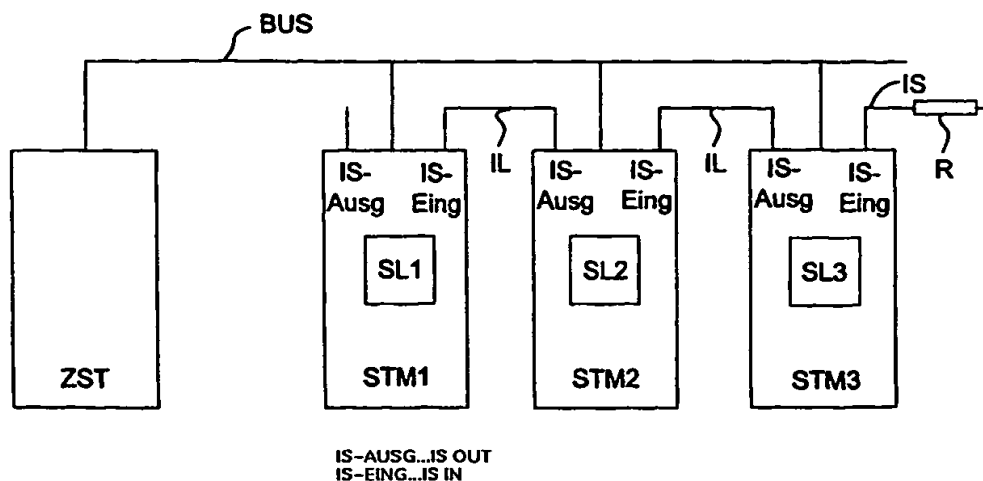 BUS
IS
IL
IL
R
IS-
Ausg
IS-
Eing
IS-
Ausg
IS-
Eing
IS-
Ausg
IS-
Eing
SL1
SL2
SL3
ZST
STM1
STM2
STM3
IS-AUSG...IS OUT
IS-EING...IS IN